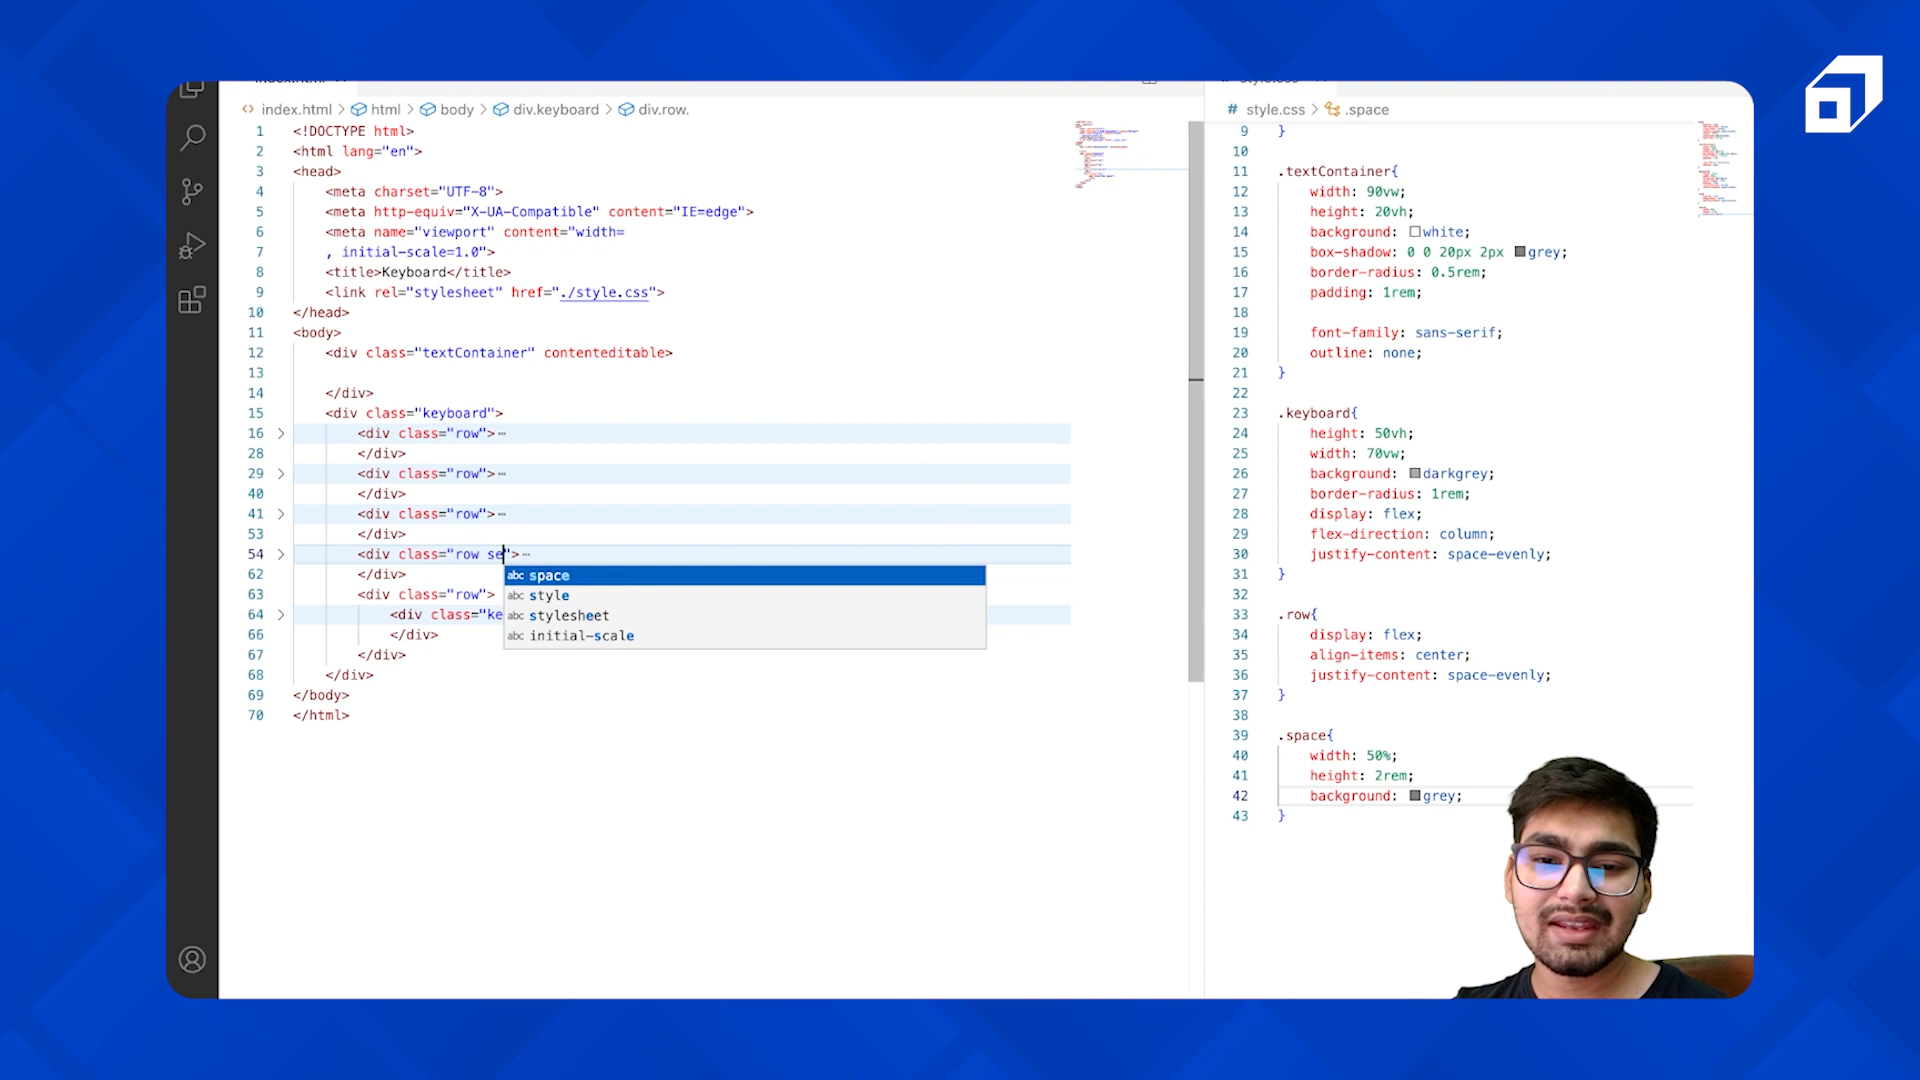 index.html > html > body > div.keyboard > div.row.
1 <!DOCTYPE html>
2 <html lang="en">
3 <head>
4 <meta charset="UTF-8">
5 <meta http-equiv="X-UA-Compatible" content="IE=edge">
6 <meta name="viewport" content="width=
7 , initial-scale=1.0">
8 <title>Keyboard</title>
9 <link rel="stylesheet" href="./style.css">
10 </head>
11 <body>
12 <div class="textContainer" contenteditable>
13
14 </div>
15 <div class="keyboard">
16 <div class="row">…
28 </div>
29 <div class="row">…
40 </div>
41 <div class="row">…
53 </div>
54 <div class="row se">…
62 </div>
63 <div class="row">
64 <div class="ke
66 </div>
67 </div>
68 </div>
69 </body>
70 </html>
abc space
abc style
abc stylesheet
abc initial-scale
# style.css > .space
9 }
10
11 .textContainer{
12 width: 90vw;
13 height: 20vh;
14 background: white;
15 box-shadow: 0 0 20px 2px grey;
16 border-radius: 0.5rem;
17 padding: 1rem;
18
19 font-family: sans-serif;
20 outline: none;
21 }
22
23 .keyboard{
24 height: 50vh;
25 width: 70vw;
26 background: darkgrey;
27 border-radius: 1rem;
28 display: flex;
29 flex-direction: column;
30 justify-content: space-evenly;
31 }
32
33 .row{
34 display: flex;
35 align-items: center;
36 justify-content: space-evenly;
37 }
38
39 .space{
40 width: 50%;
41 height: 2rem;
42 background: grey;
43 }